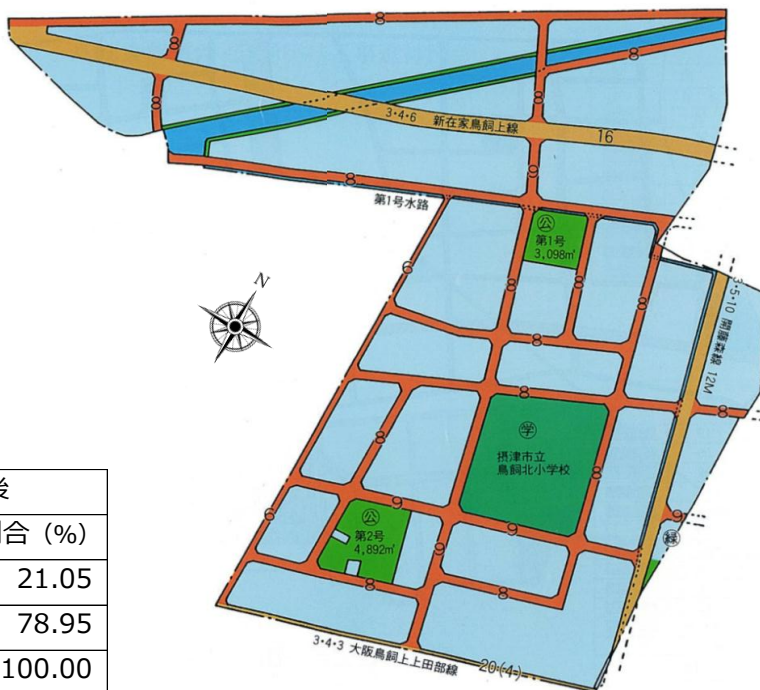 8
8
8
8
3・4・6 新在家鳥飼上線
16
8
9
8
第1号水路
公
第1号
3,098㎡
N
6
8
8
8
3・5・10 鳥飼
線 12M
8
8
学
摂津市立
鳥飼北小学校
8
8
8
後
合（%）
21.05
78.95
100.00
6
公
第2号
4,892㎡
9
9
9
9
緑
8
8
3・4・3 大阪鳥飼上上田部線
20(4)